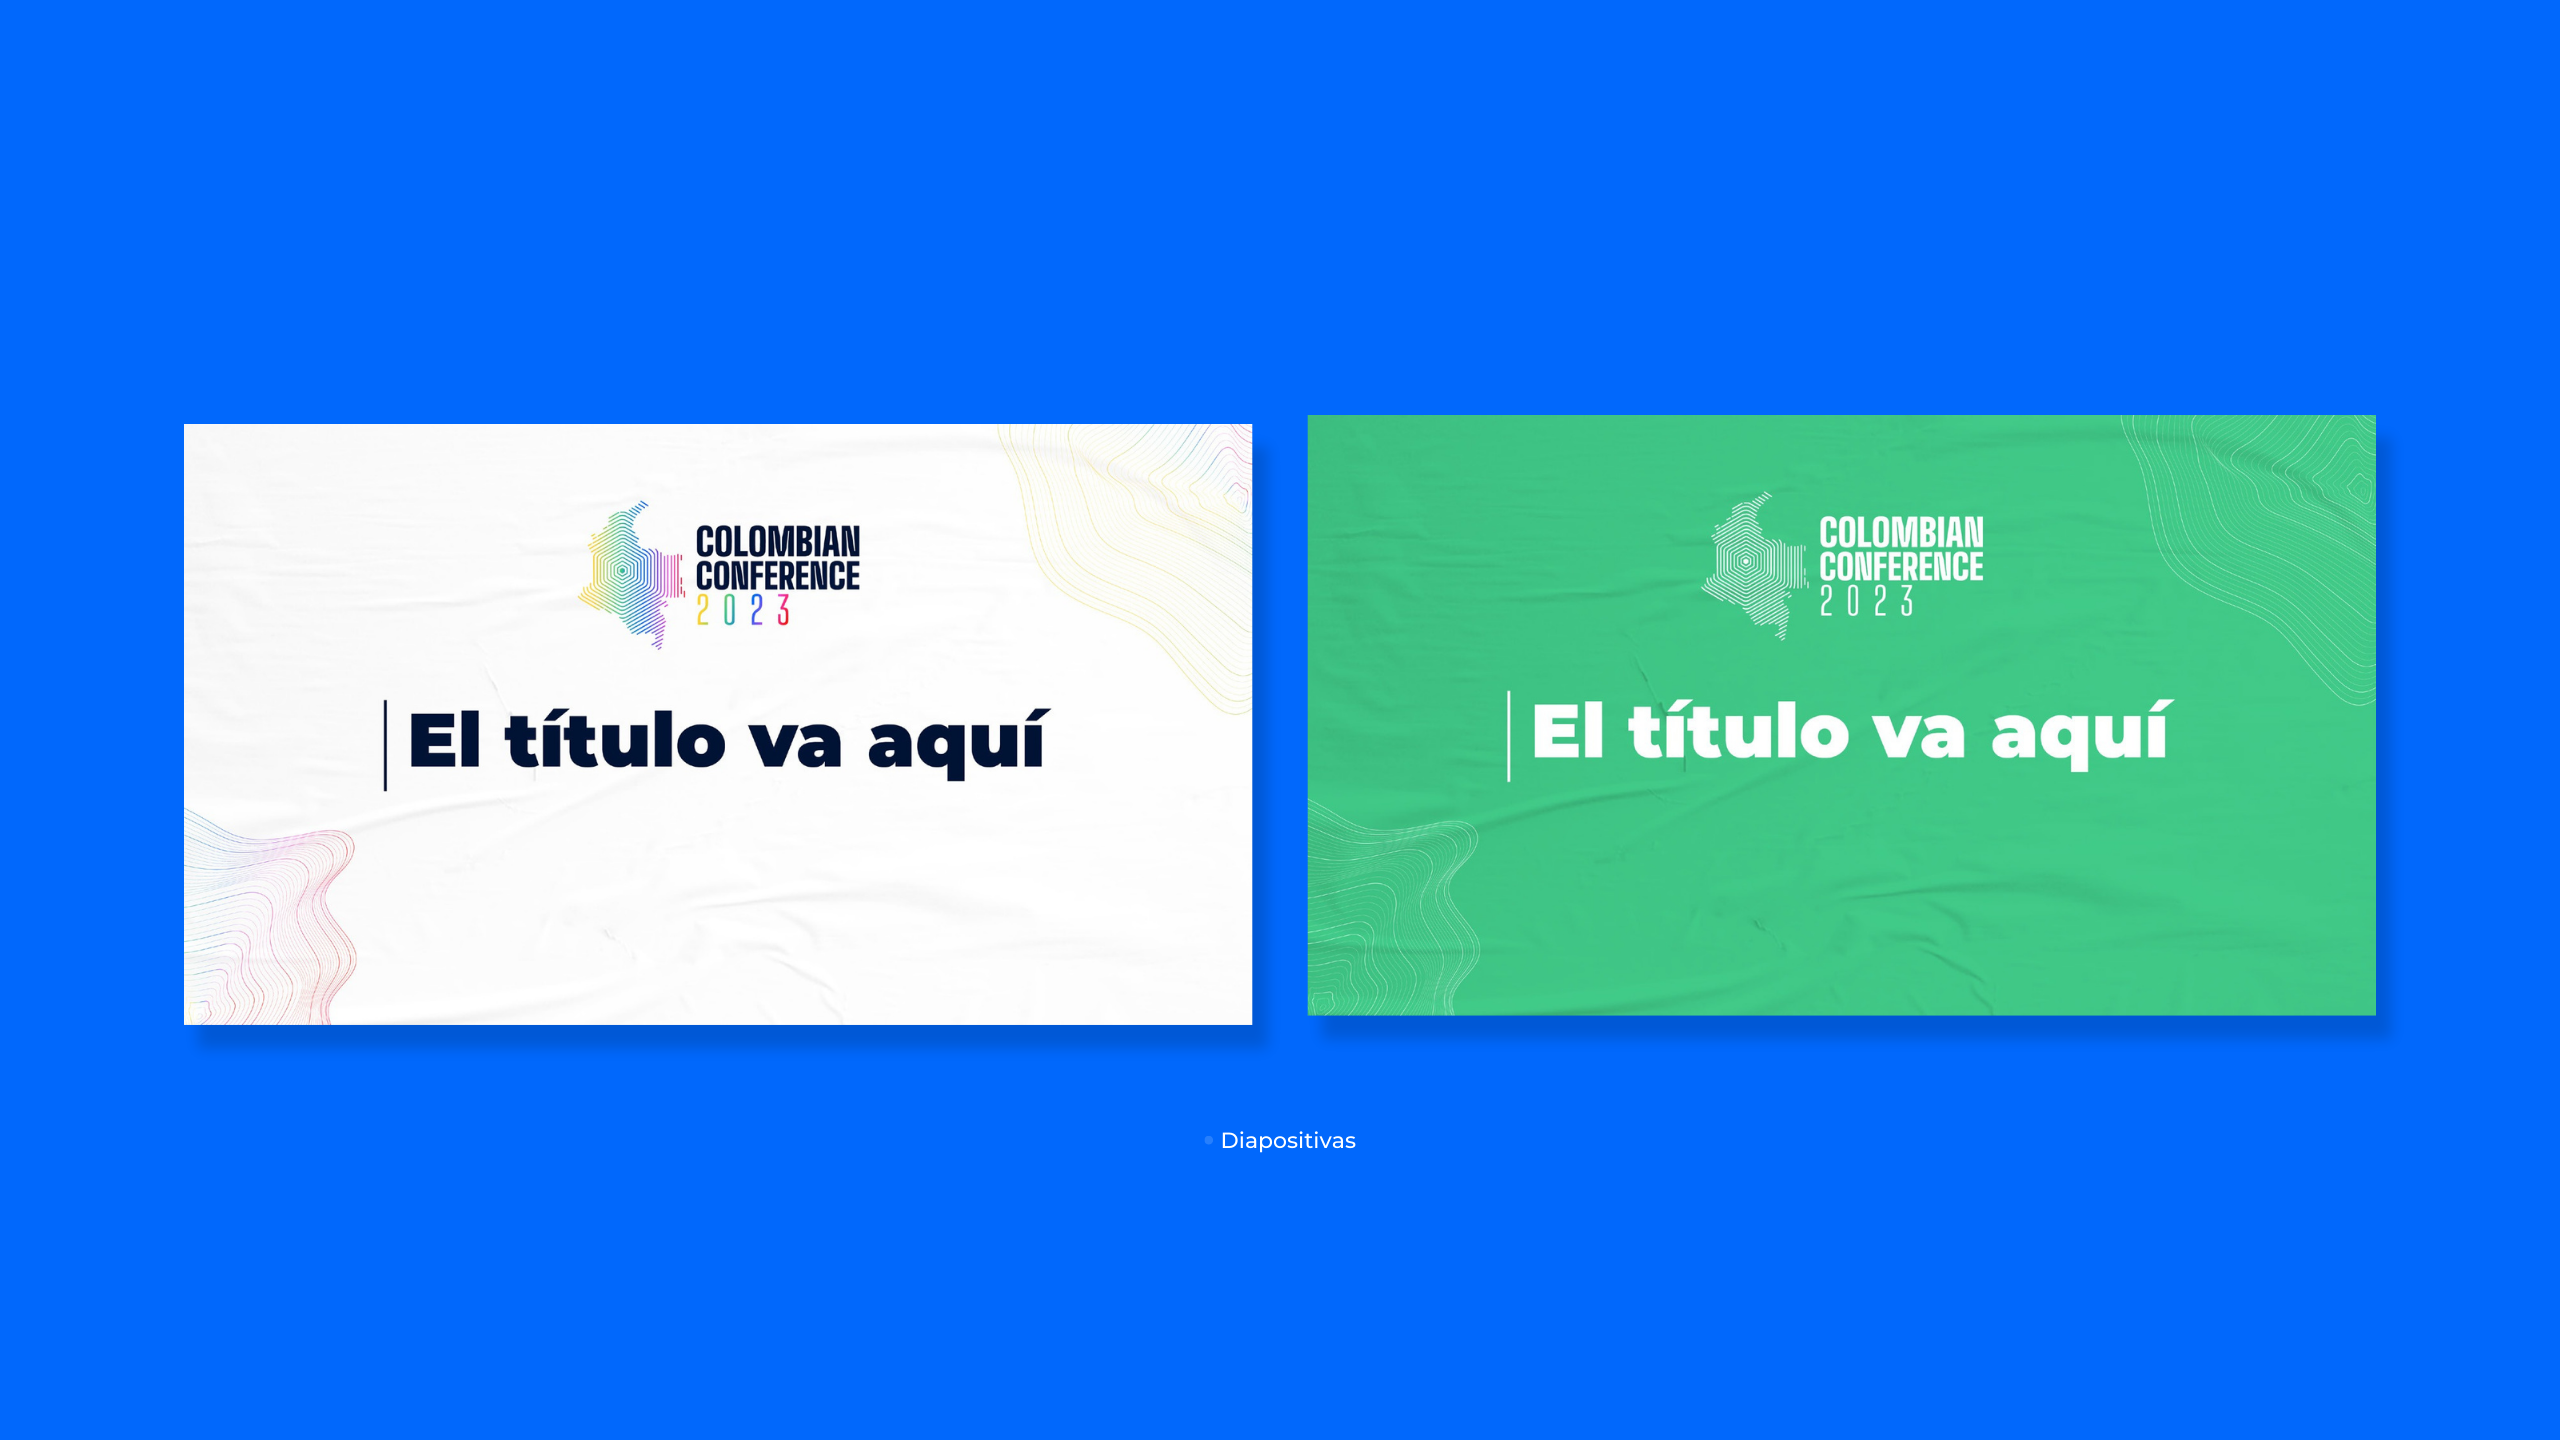 COLOMBIAN
CONFERENCE
2023
El título va aquí
COLOMBIAN
CONFERENCE
2023
El título va aquí
Diapositivas